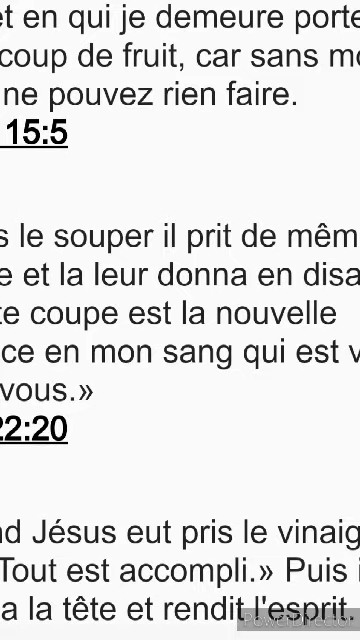 et en qui je demeure porte
coup de fruit, car sans mo
ne pouvez rien faire.
15:5
s le souper il prit de mêm
e et la leur donna en disa
te coupe est la nouvelle
ce en mon sang qui est v
vous.»
22:20
nd Jésus eut pris le vinaig
Tout est accompli.» Puis i
a la tête et rendit l'esprit.
PowerDirector